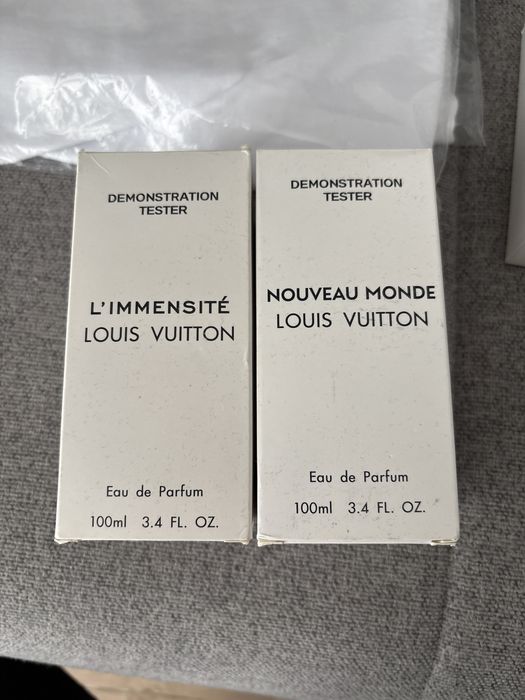 DEMONSTRATION
TESTER
L'IMMENSITÉ
LOUIS VUITTON
Eau de Parfum
100ml 3.4 FL. OZ.
DEMONSTRATION
TESTER
NOUVEAU MONDE
LOUIS VUITTON
Eau de Parfum
100ml 3.4 FL. OZ.